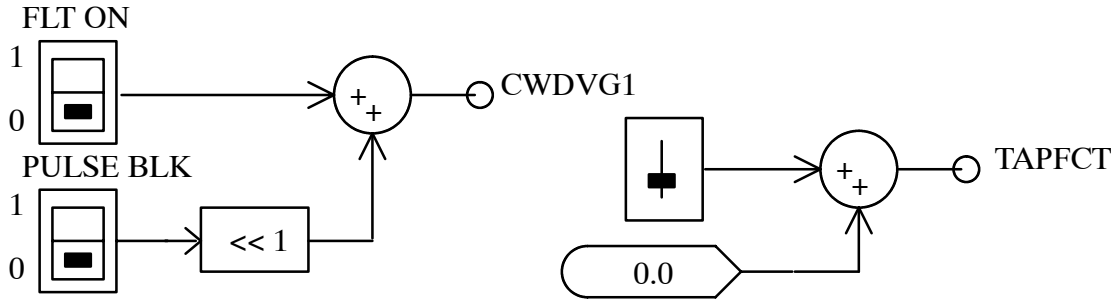 FLT ON
1
0
+
+
CWDVG1
PULSE BLK
1
0
<< 1
+
+
TAPFCT
0.0